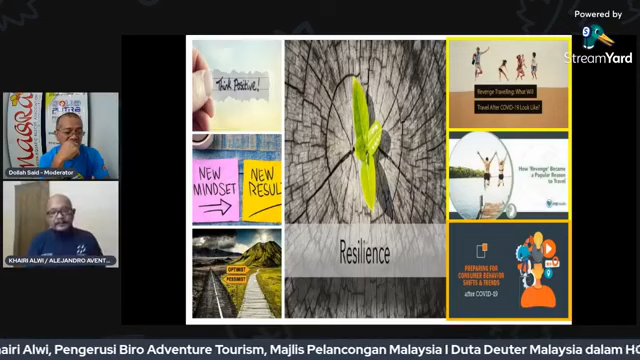 Powered by
StreamYard
Think Positive!
Revenge Travelling: What Will
Travel After COVID-19 Look Like?
Dollah Said - Moderator
NEW
MINDSET
NEW
RESUL
How 'Revenge' Became
a Popular Reason
to Travel
KHAIRI ALWI / ALEJANDRO AVENT...
Resilience
OPTIMIST
PESSIMIST
PREPARING FOR
CONSUMER BEHAVIOR
SHIFTS & TRENDS
after COVID-19
airi Alwi, Pengerusi Biro Adventure Tourism, Majlis Pelancongan Malaysia I Duta Deuter Malaysia dalam HO